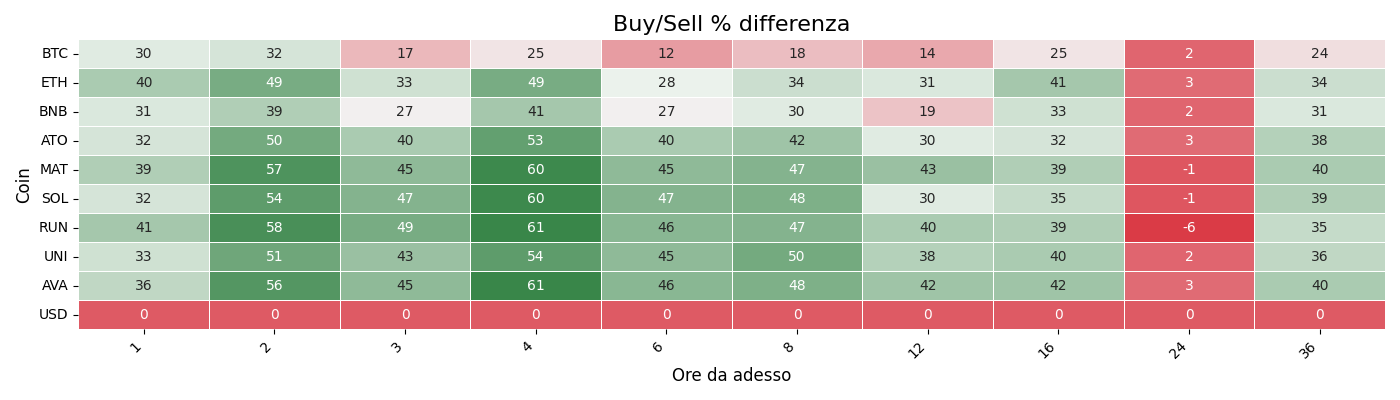 Buy/Sell % differenza
Coin
BTC 30 32 17 25 12 18 14 25 2 24
ETH 40 49 33 49 28 34 31 41 3 34
BNB 31 39 27 41 27 30 19 33 2 31
ATO 32 50 40 53 40 42 30 32 3 38
MAT 39 57 45 60 45 47 43 39 -1 40
SOL 32 54 47 60 47 48 30 35 -1 39
RUN 41 58 49 61 46 47 40 39 -6 35
UNI 33 51 43 54 45 50 38 40 2 36
AVA 36 56 45 61 46 48 42 42 3 40
USD 0 0 0 0 0 0 0 0 0 0
1 2 3 4 6 8 12 16 24 36
Ore da adesso